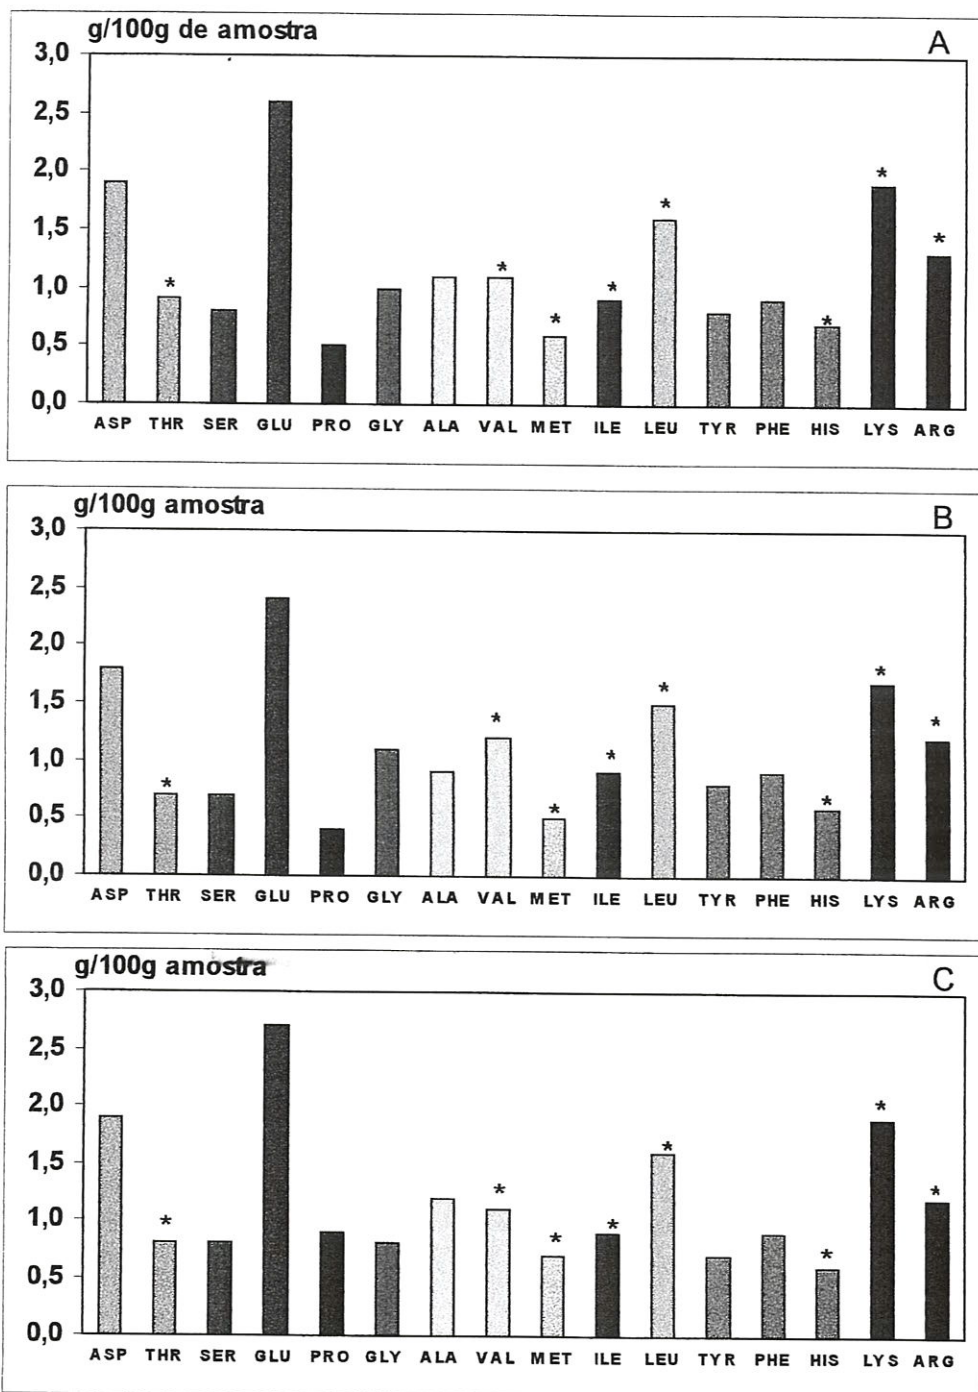 g/100g de amostra
A
3,0
2,5
2,0
1,5
1,0
0,5
0,0
* * * * * * * * *
ASP THR SER GLU PRO GLY ALA VAL MET ILE LEU TYR PHE HIS LYS ARG
g/100g amostra
B
3,0
2,5
2,0
1,5
1,0
0,5
0,0
* * * * * * * *
ASP THR SER GLU PRO GLY ALA VAL MET ILE LEU TYR PHE HIS LYS ARG
g/100g amostra
C
3,0
2,5
2,0
1,5
1,0
0,5
0,0
* * * * * * * *
ASP THR SER GLU PRO GLY ALA VAL MET ILE LEU TYR PHE HIS LYS ARG